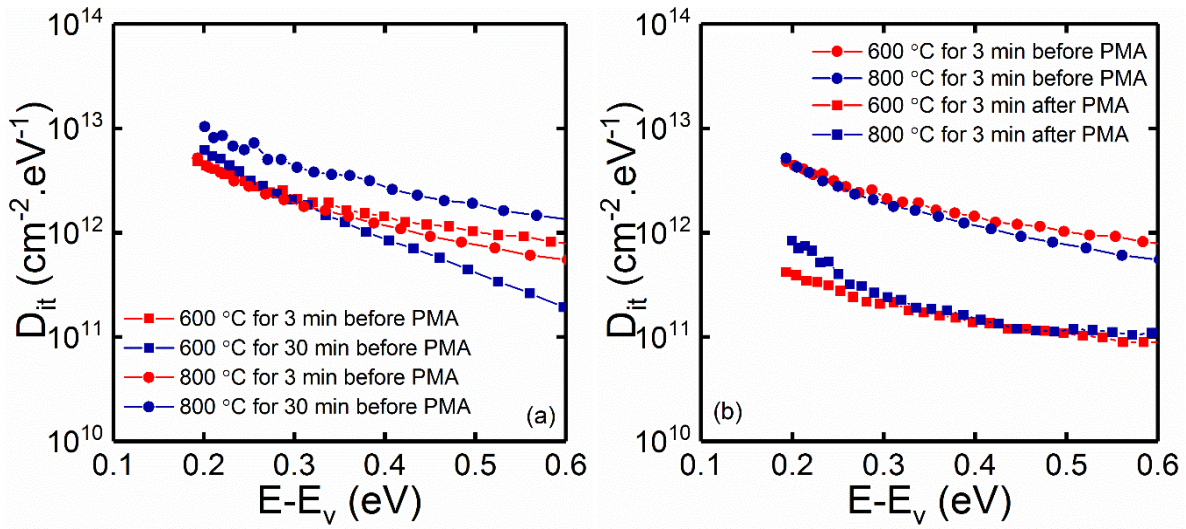 10¹⁴
10¹³
10¹²
10¹¹
10¹⁰
Dit (cm⁻².eV⁻¹)
600 °C for 3 min before PMA
600 °C for 30 min before PMA
800 °C for 3 min before PMA
800 °C for 30 min before PMA
(a)
0.1 0.2 0.3 0.4 0.5 0.6
E-Ev (eV)
10¹⁴
10¹³
10¹²
10¹¹
10¹⁰
Dit (cm⁻².eV⁻¹)
600 °C for 3 min before PMA
800 °C for 3 min before PMA
600 °C for 3 min after PMA
800 °C for 3 min after PMA
(b)
0.1 0.2 0.3 0.4 0.5 0.6
E-Ev (eV)